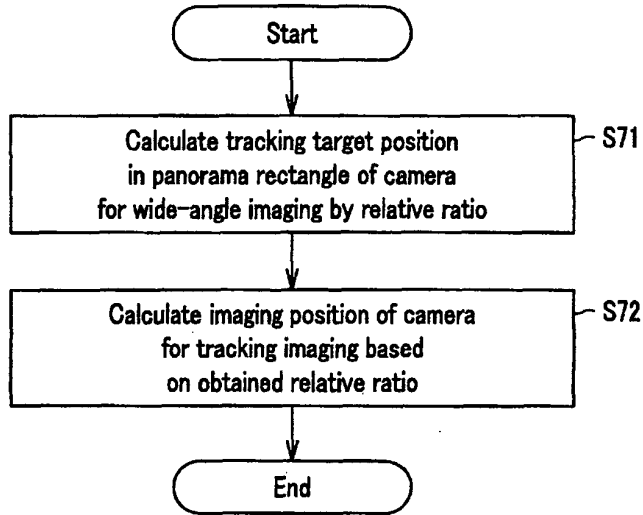 Start
Calculate tracking target position
in panorama rectangle of camera
for wide-angle imaging by relative ratio
S71
Calculate imaging position of camera
for tracking imaging based
on obtained relative ratio
S72
End